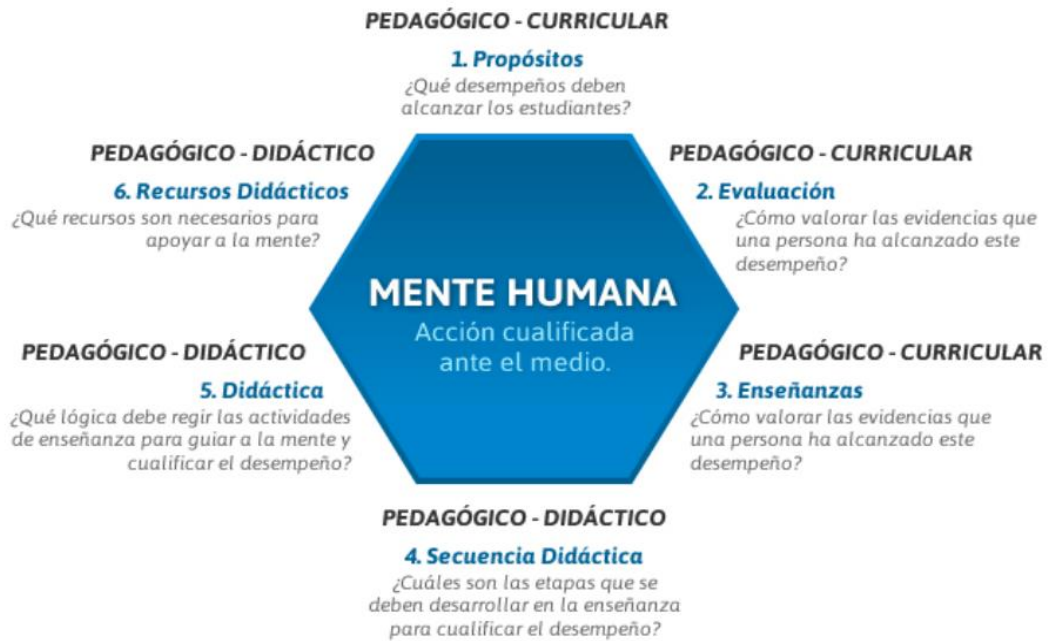 PEDAGÓGICO - CURRICULAR
1. Propósitos
¿Qué desempeños deben
alcanzar los estudiantes?
PEDAGÓGICO - DIDÁCTICO
6. Recursos Didácticos
¿Qué recursos son necesarios para
apoyar a la mente?
PEDAGÓGICO - CURRICULAR
2. Evaluación
¿Cómo valorar las evidencias que
una persona ha alcanzado este
desempeño?
MENTE HUMANA
Acción cualificada
ante el medio.
PEDAGÓGICO - DIDÁCTICO
5. Didáctica
¿Qué lógica debe regir las actividades
de enseñanza para guiar a la mente y
cualificar el desempeño?
PEDAGÓGICO - CURRICULAR
3. Enseñanzas
¿Cómo valorar las evidencias que
una persona ha alcanzado este
desempeño?
PEDAGÓGICO - DIDÁCTICO
4. Secuencia Didáctica
¿Cuáles son las etapas que se
deben desarrollar en la enseñanza
para cualificar el desempeño?